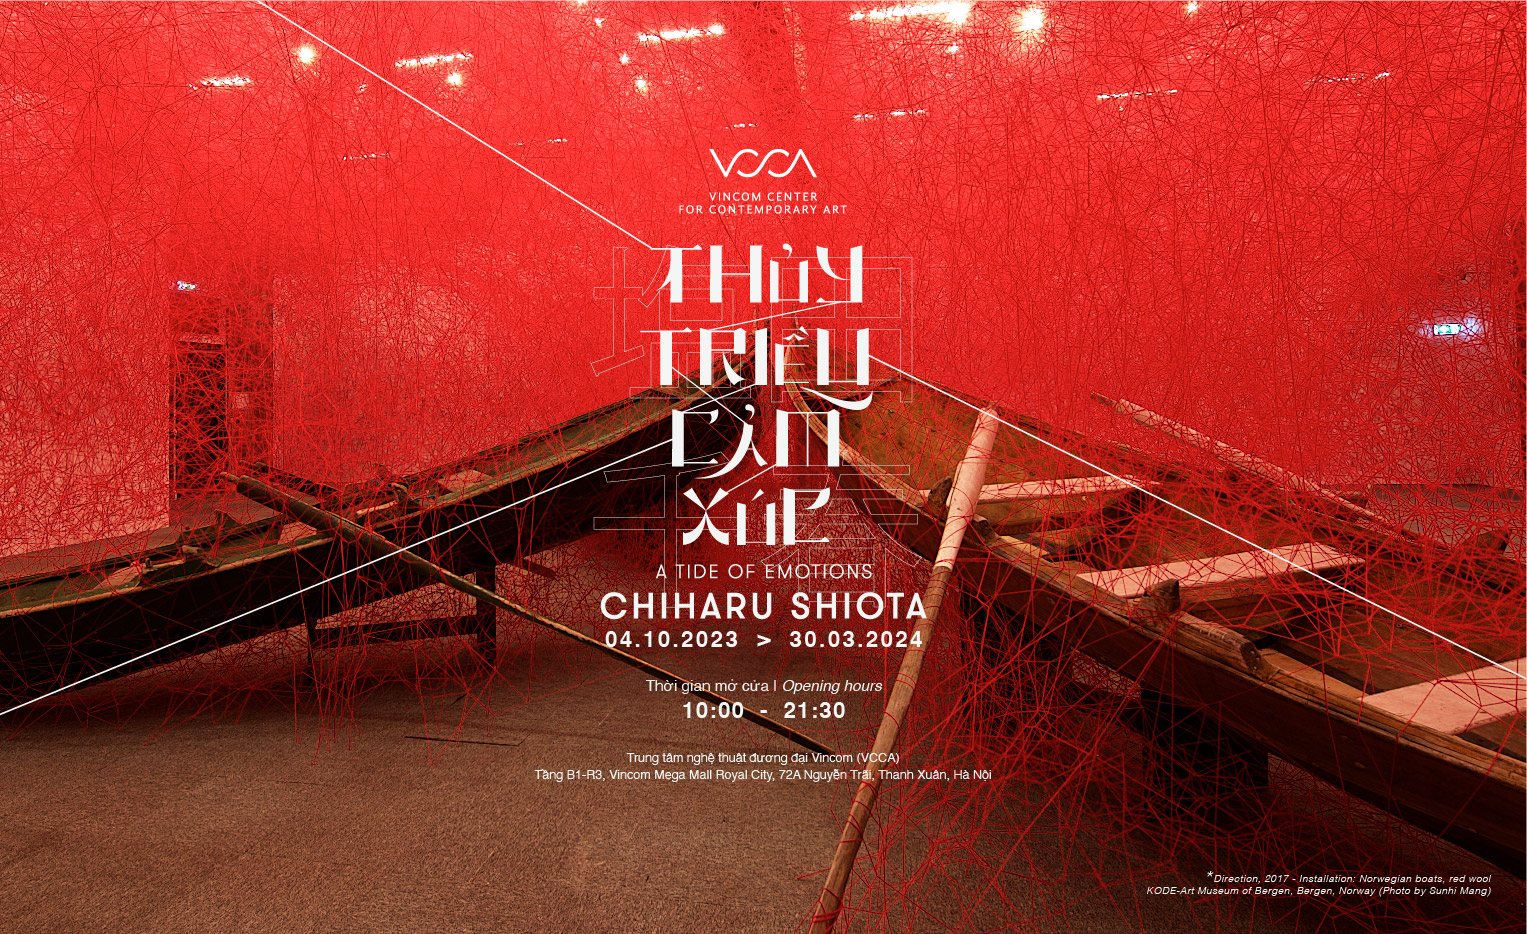 VCCA
VINCOM CENTER
FOR CONTEMPORARY ART
THỦY
TRIỀU
CẢM
XÚC
A TIDE OF EMOTIONS
CHIHARU SHIOTA
04.10.2023 > 30.03.2024
Thời gian mở cửa | Opening hours
10:00 - 21:30
Trung tâm nghệ thuật đương đại Vincom (VCCA)
Tầng B1-R3, Vincom Mega Mall Royal City, 72A Nguyễn Trãi, Thanh Xuân, Hà Nội
*Direction, 2017 - Installation: Norwegian boats, red wool
KODE-Art Museum of Bergen, Bergen, Norway (Photo by Sunhi Mang)